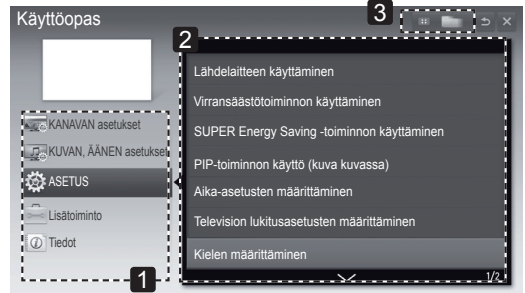 Käyttöopas
3
2
Lähdelaitteen käyttäminen
Virransäästötoiminnon käyttäminen
SUPER Energy Saving -toiminnon käyttäminen
PIP-toiminnon käyttö (kuva kuvassa)
Aika-asetusten määrittäminen
Television lukitusasetusten määrittäminen
Kielen määrittäminen
1/2
KANAVAN asetukset
KUVAN, ÄÄNEN asetukset
ASETUS
Lisätoiminto
Tiedot
1